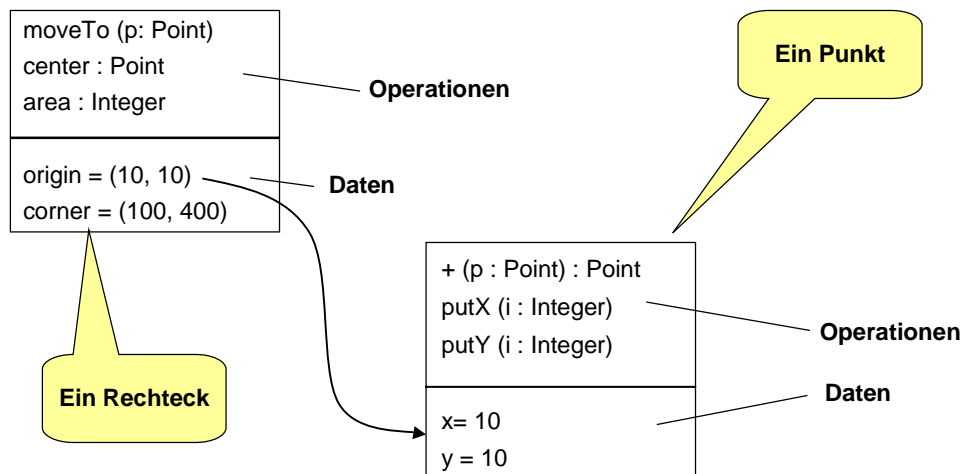 moveTo (p: Point)
center : Point
area : Integer
Operationen
origin = (10, 10)
corner = (100, 400)
Daten
Ein Rechteck
Ein Punkt
+ (p : Point) : Point
putX (i : Integer)
putY (i : Integer)
Operationen
x= 10
y = 10
Daten